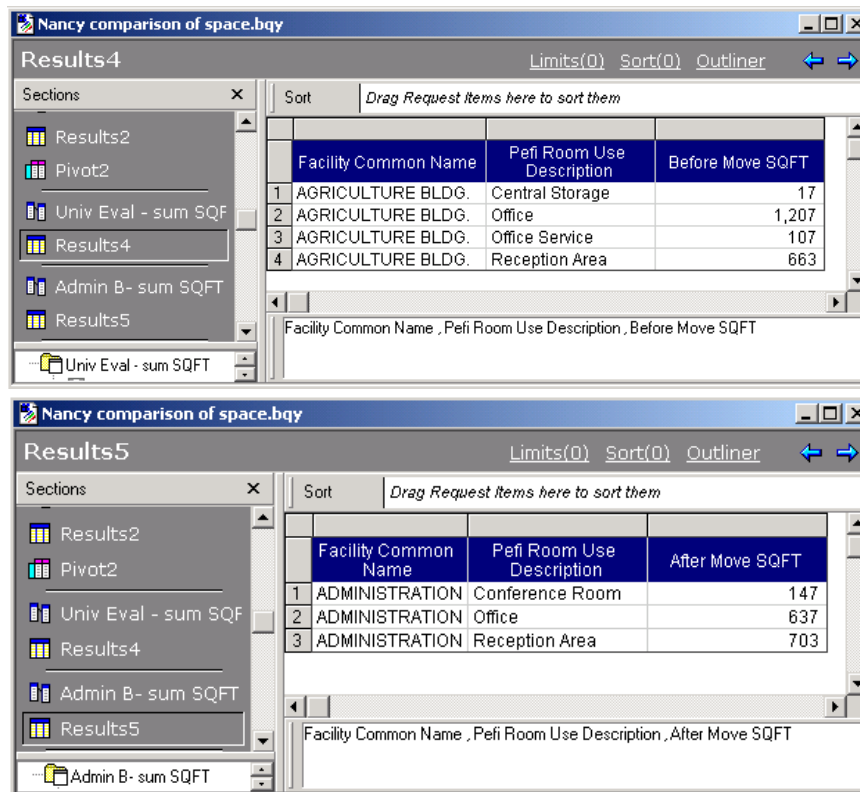 Nancy comparison of space.bqy
Results4
Limits(0) Sort(0) Outliner
Sections
Sort Drag Request Items here to sort them
Results2
Pivot2
Univ Eval - sum SQF
Results4
Admin B- sum SQFT
Results5
Univ Eval - sum SQFT
Facility Common Name Pefi Room Use Description Before Move SQFT
1 AGRICULTURE BLDG. Central Storage 17
2 AGRICULTURE BLDG. Office 1,207
3 AGRICULTURE BLDG. Office Service 107
4 AGRICULTURE BLDG. Reception Area 663
Facility Common Name , Pefi Room Use Description , Before Move SQFT
Nancy comparison of space.bqy
Results5
Limits(0) Sort(0) Outliner
Sections
Sort Drag Request Items here to sort them
Results2
Pivot2
Univ Eval - sum SQF
Results4
Admin B- sum SQFT
Results5
Admin B- sum SQFT
Facility Common Name Pefi Room Use Description After Move SQFT
1 ADMINISTRATION Conference Room 147
2 ADMINISTRATION Office 637
3 ADMINISTRATION Reception Area 703
Facility Common Name , Pefi Room Use Description , After Move SQFT